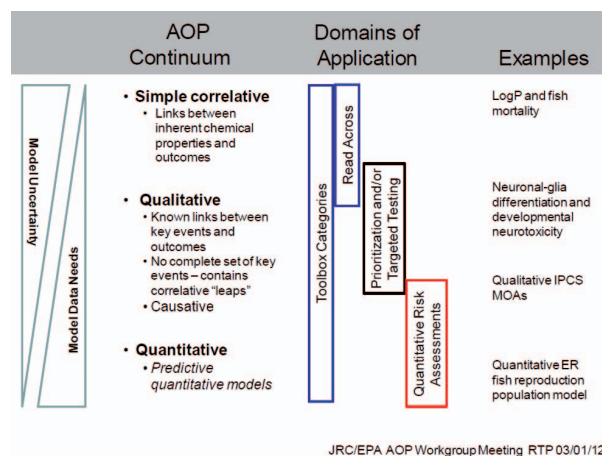 AOP
Continuum
Domains of
Application
Examples
Model Uncertainty
Model Data Needs
• Simple correlative
• Links between
inherent chemical
properties and
outcomes
• Qualitative
• Known links between
key events and
outcomes
• No complete set of key
events – contains
correlative "leaps"
• Causative
• Quantitative
• Predictive
quantitative models
Toolbox Categories
Read Across
Prioritization and/or
Targeted Testing
Quantitative Risk
Assessments
LogP and fish
mortality
Neuronal-glia
differentiation and
developmental
neurotoxicity
Qualitative IPCS
MOAs
Quantitative ER
fish reproduction
population model
JRC/EPA AOP Workgroup Meeting RTP 03/01/12